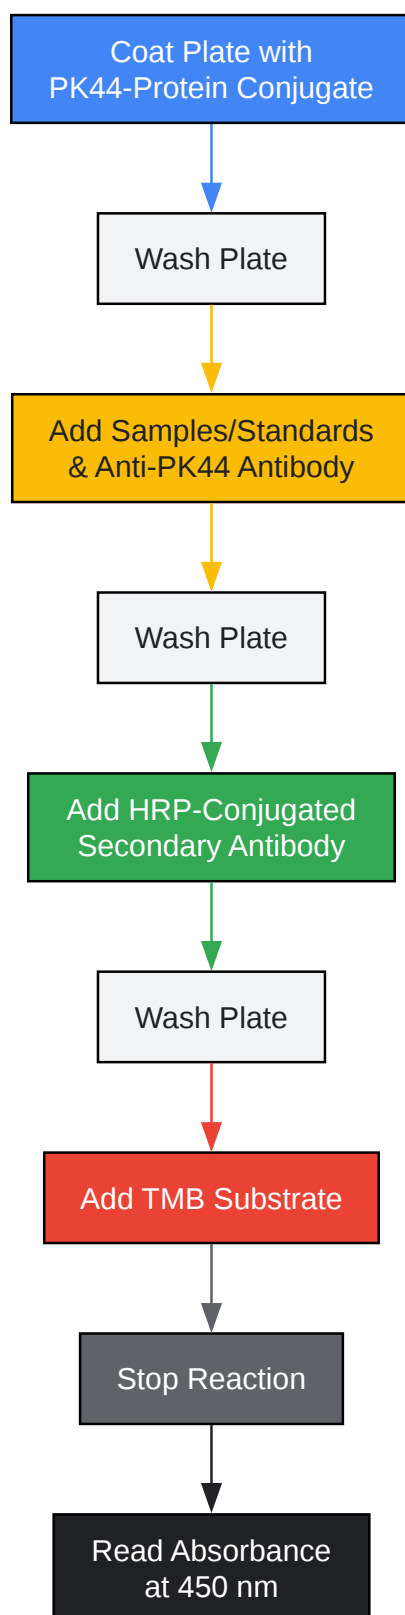 Coat Plate with
PK44-Protein Conjugate
Wash Plate
Add Samples/Standards
& Anti-PK44 Antibody
Wash Plate
Add HRP-Conjugated
Secondary Antibody
Wash Plate
Add TMB Substrate
Stop Reaction
Read Absorbance
at 450 nm